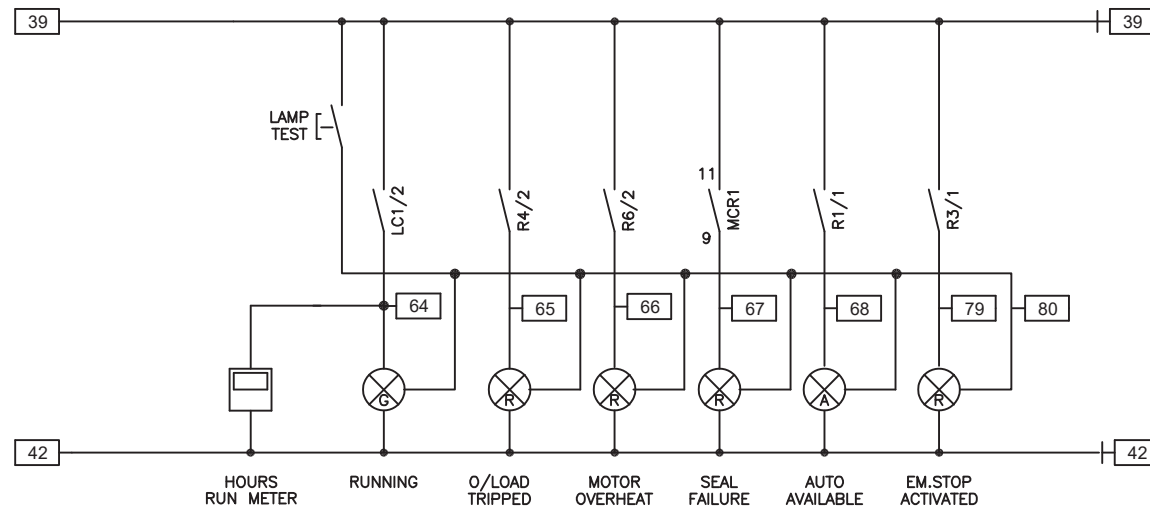 39
39
LAMP
TEST
LC1/2
R4/2
R6/2
11
MCR1
9
R1/1
R3/1
64
65
66
67
68
79
80
G
R
R
R
A
R
42
42
HOURS
RUN METER
RUNNING
O/LOAD
TRIPPED
MOTOR
OVERHEAT
SEAL
FAILURE
AUTO
AVAILABLE
EM.STOP
ACTIVATED